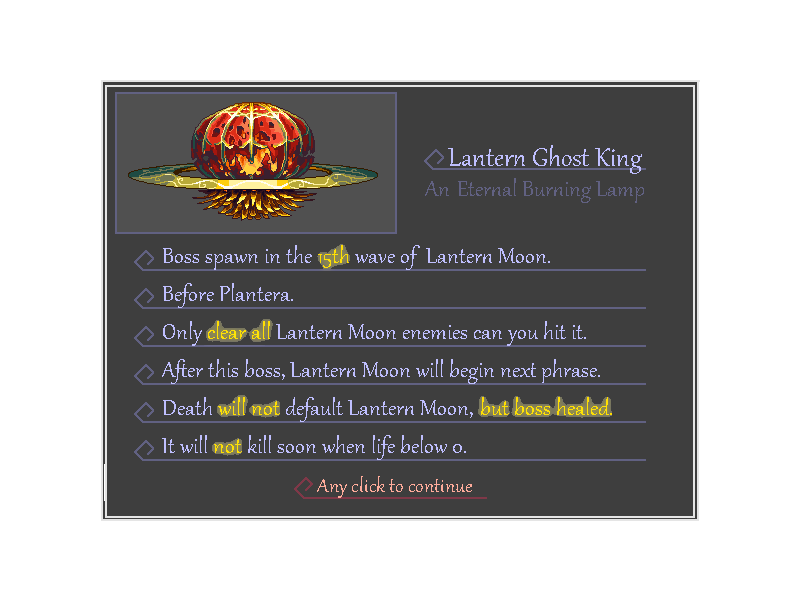 Lantern Ghost King
An Eternal Burning Lamp
Boss spawn in the 15th wave of Lantern Moon.
Before Plantera.
Only clear all Lantern Moon enemies can you hit it.
After this boss, Lantern Moon will begin next phrase.
Death will not default Lantern Moon, but boss healed.
It will not kill soon when life below 0.
Any click to continue